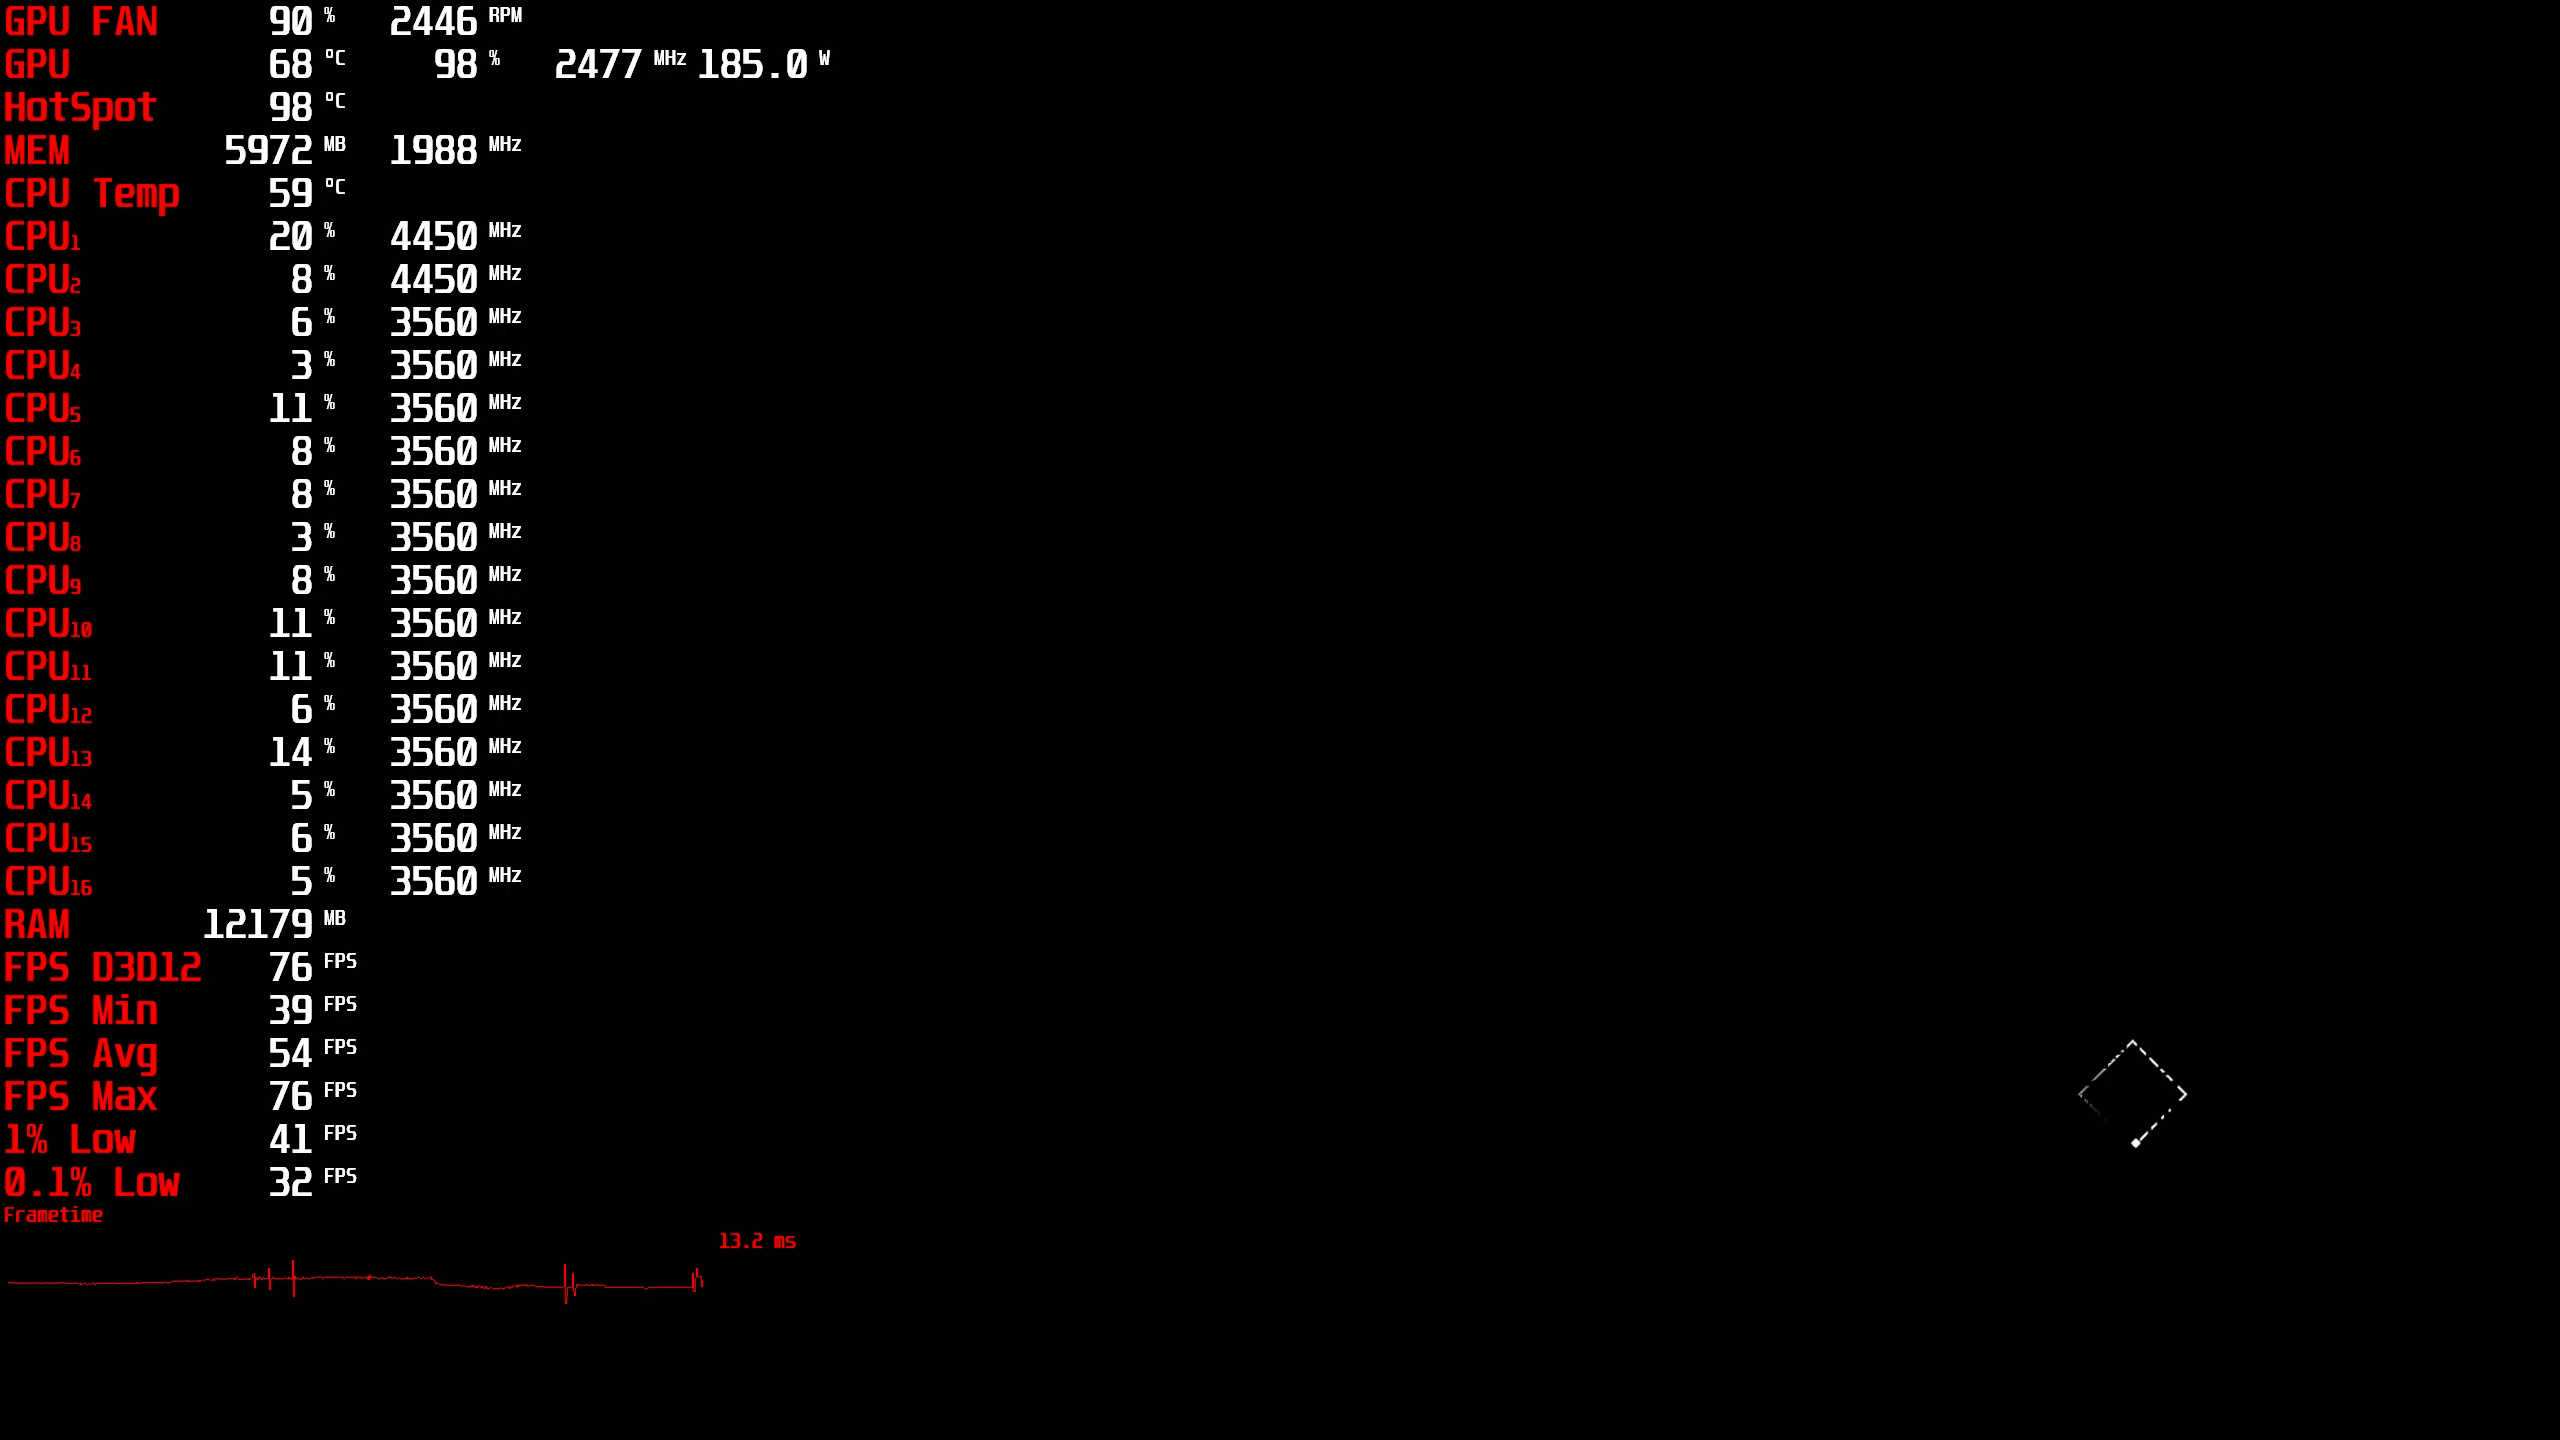 GPU FAN 90 % 2446 RPM
GPU 68 °C 98 % 2477 MHz 185.0 W
HotSpot 98 °C
MEM 5972 MB 1988 MHz
CPU Temp 59 °C
CPU1 20 % 4450 MHz
CPU2 8 % 4450 MHz
CPU3 6 % 3560 MHz
CPU4 3 % 3560 MHz
CPU5 11 % 3560 MHz
CPU6 8 % 3560 MHz
CPU7 8 % 3560 MHz
CPU8 3 % 3560 MHz
CPU9 8 % 3560 MHz
CPU10 11 % 3560 MHz
CPU11 11 % 3560 MHz
CPU12 6 % 3560 MHz
CPU13 14 % 3560 MHz
CPU14 5 % 3560 MHz
CPU15 6 % 3560 MHz
CPU16 5 % 3560 MHz
RAM 12179 MB
FPS D3D12 76 FPS
FPS Min 39 FPS
FPS Avg 54 FPS
FPS Max 76 FPS
1% Low 41 FPS
0.1% Low 32 FPS
Frametime
13.2 ms